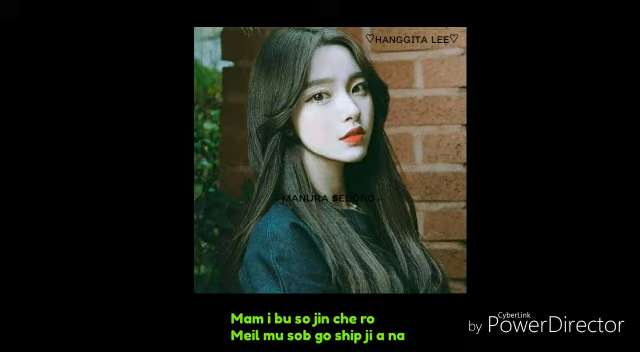 ♡HANGGITA LEE♡
Mam i bu so jin che ro
Meil mu sob go ship ji a na
CyberLink
by PowerDirector